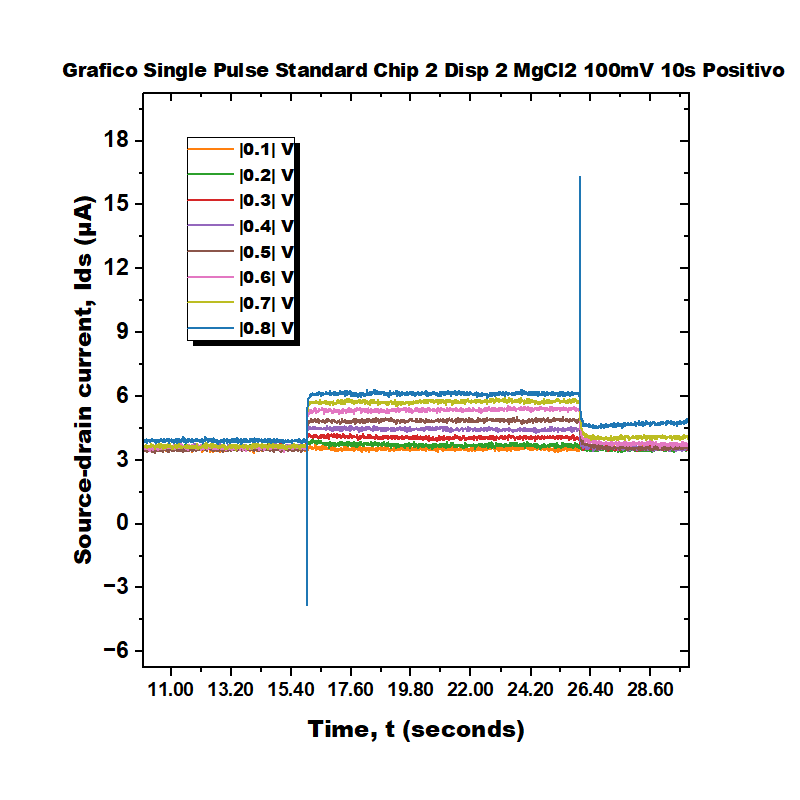 Grafico Single Pulse Standard Chip 2 Disp 2 MgCl2 100mV 10s Positivo
Source-drain current, Ids (µA)
18
15
12
9
6
3
0
−3
−6
|0.1| V
|0.2| V
|0.3| V
|0.4| V
|0.5| V
|0.6| V
|0.7| V
|0.8| V
11.00 13.20 15.40 17.60 19.80 22.00 24.20 26.40 28.60
Time, t (seconds)